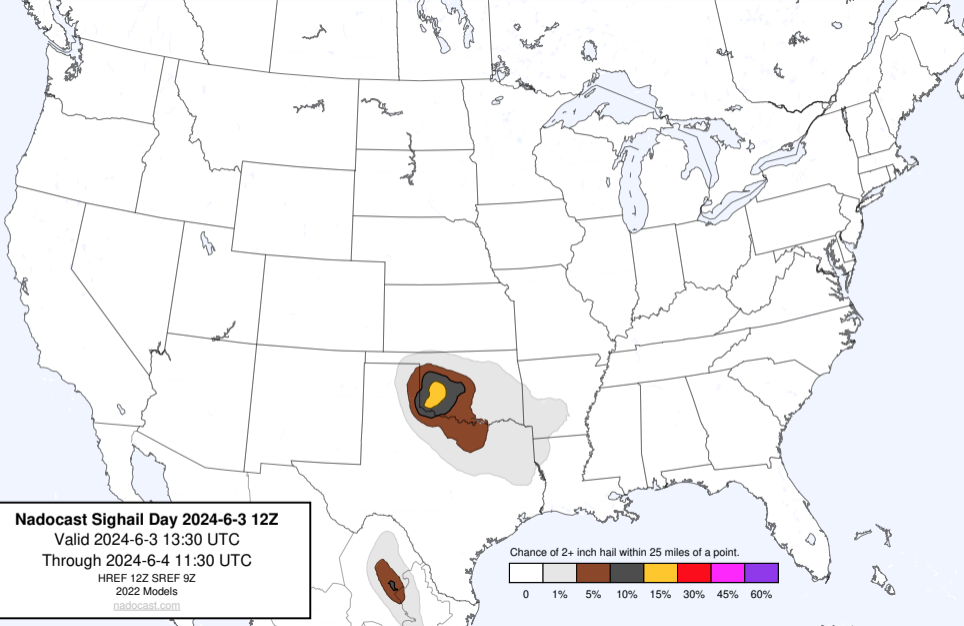 Nadocast Sighail Day 2024-6-3 12Z
Valid 2024-6-3 13:30 UTC
Through 2024-6-4 11:30 UTC
HREF 12Z SREF 9Z
2022 Models
nadocast.com
Chance of 2+ inch hail within 25 miles of a point.
0 1% 5% 10% 15% 30% 45% 60%